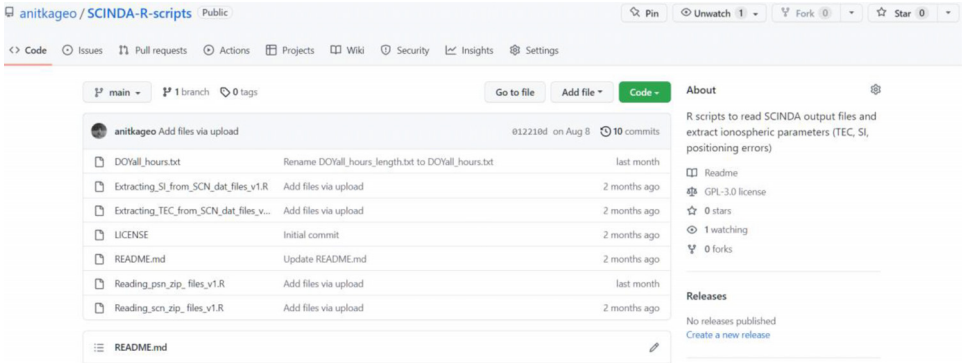 anitkageo / SCINDA-R-scripts Public
Pin Unwatch 1 Fork 0 Star 0
<> Code Issues Pull requests Actions Projects Wiki Security Insights Settings
main 1 branch 0 tags Go to file Add file Code
anitkageo Add files via upload 012210d on Aug 8 10 commits
DOYall_hours.txt Rename DOYall_hours_length.txt to DOYall_hours.txt last month
Extracting_SI_from_SCN_dat_files_v1.R Add files via upload 2 months ago
Extracting_TEC_from_SCN_dat_files_v... Add files via upload 2 months ago
LICENSE Initial commit 2 months ago
README.md Update README.md 2 months ago
Reading_psn_zip_ files_v1.R Add files via upload last month
Reading_scn_zip_ files_v1.R Add files via upload 2 months ago
README.md
About
R scripts to read SCINDA output files and
extract ionospheric parameters (TEC, SI,
positioning errors)
Readme
GPL-3.0 license
0 stars
1 watching
0 forks
Releases
No releases published
Create a new release